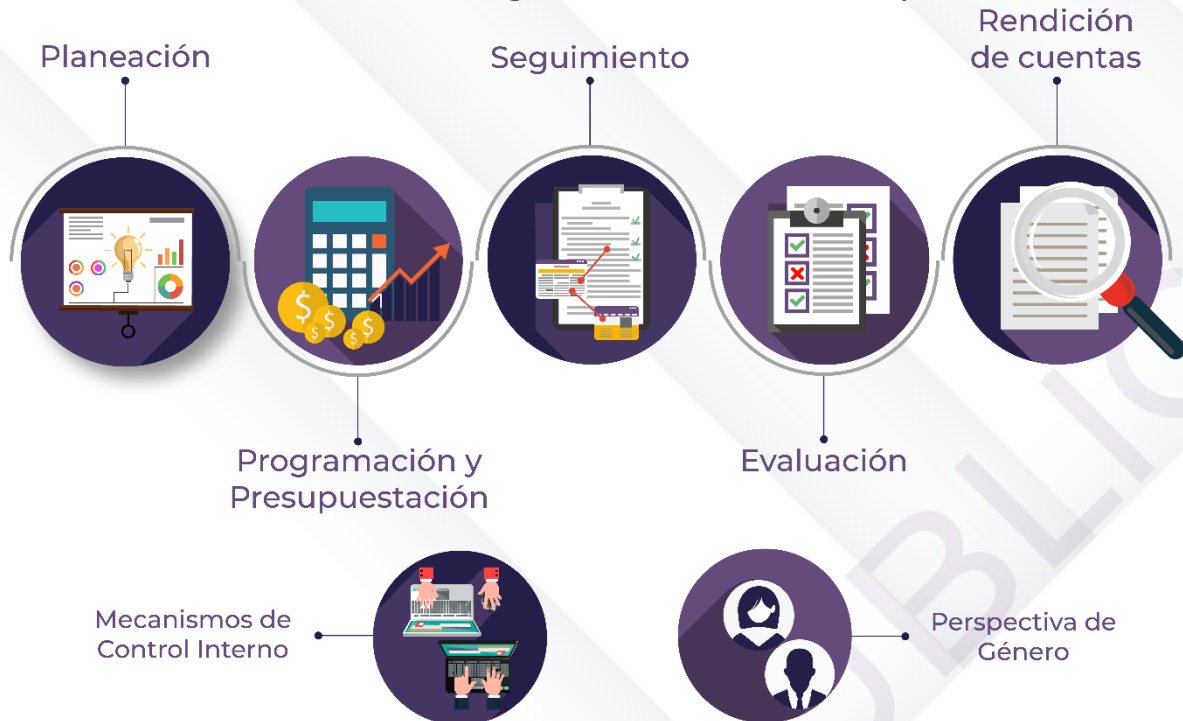 Planeación
Seguimiento
Rendición
de cuentas
Programación y
Presupuestación
Evaluación
Mecanismos de
Control Interno
Perspectiva de
Género